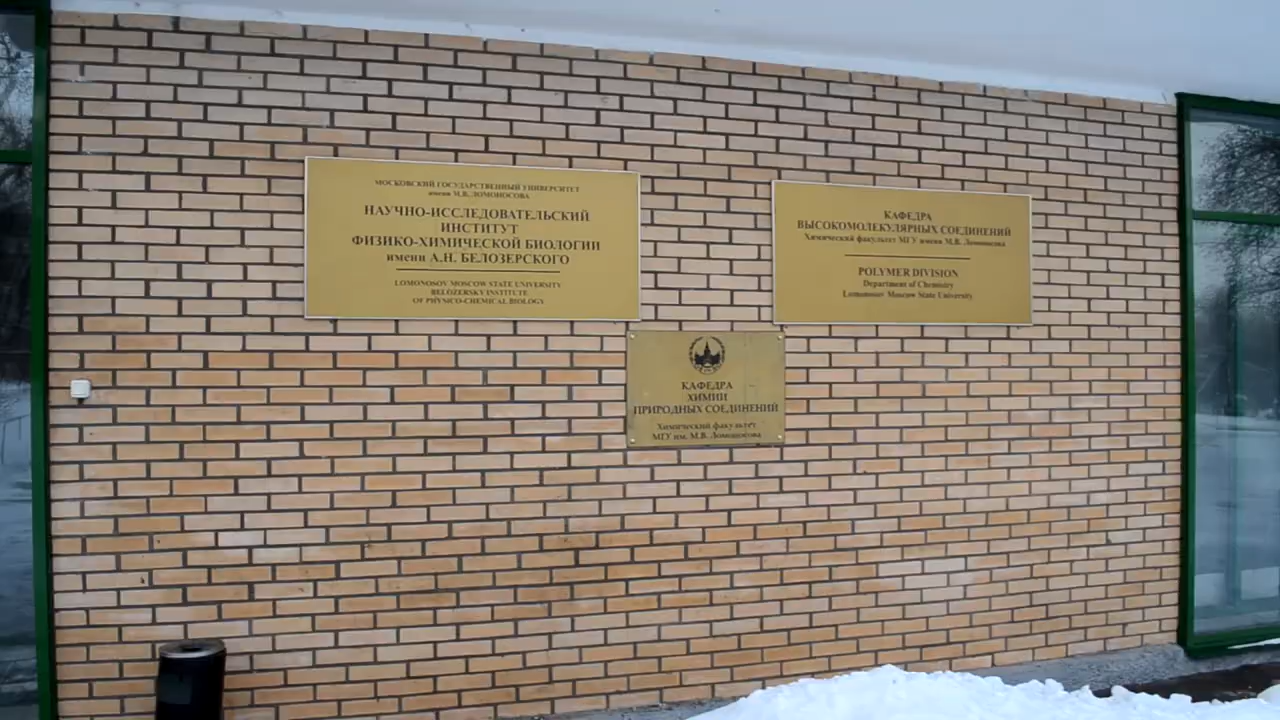 МОСКОВСКИЙ ГОСУДАРСТВЕННЫЙ УНИВЕРСИТЕТ
имени М.В. ЛОМОНОСОВА
НАУЧНО-ИССЛЕДОВАТЕЛЬСКИЙ
ИНСТИТУТ
ФИЗИКО-ХИМИЧЕСКОЙ БИОЛОГИИ
имени А.Н. БЕЛОЗЕРСКОГО
LOMONOSOV MOSCOW STATE UNIVERSITY
BELOZERSKY INSTITUTE
OF PHYSICO-CHEMICAL BIOLOGY
КАФЕДРА
ВЫСОКОМОЛЕКУЛЯРНЫХ СОЕДИНЕНИЙ
Химический факультет МГУ имени М.В. Ломоносова
POLYMER DIVISION
Department of Chemistry
Lomonosov Moscow State University
КАФЕДРА
ХИМИИ
ПРИРОДНЫХ СОЕДИНЕНИЙ
Химический факультет
МГУ им. М.В. Ломоносова